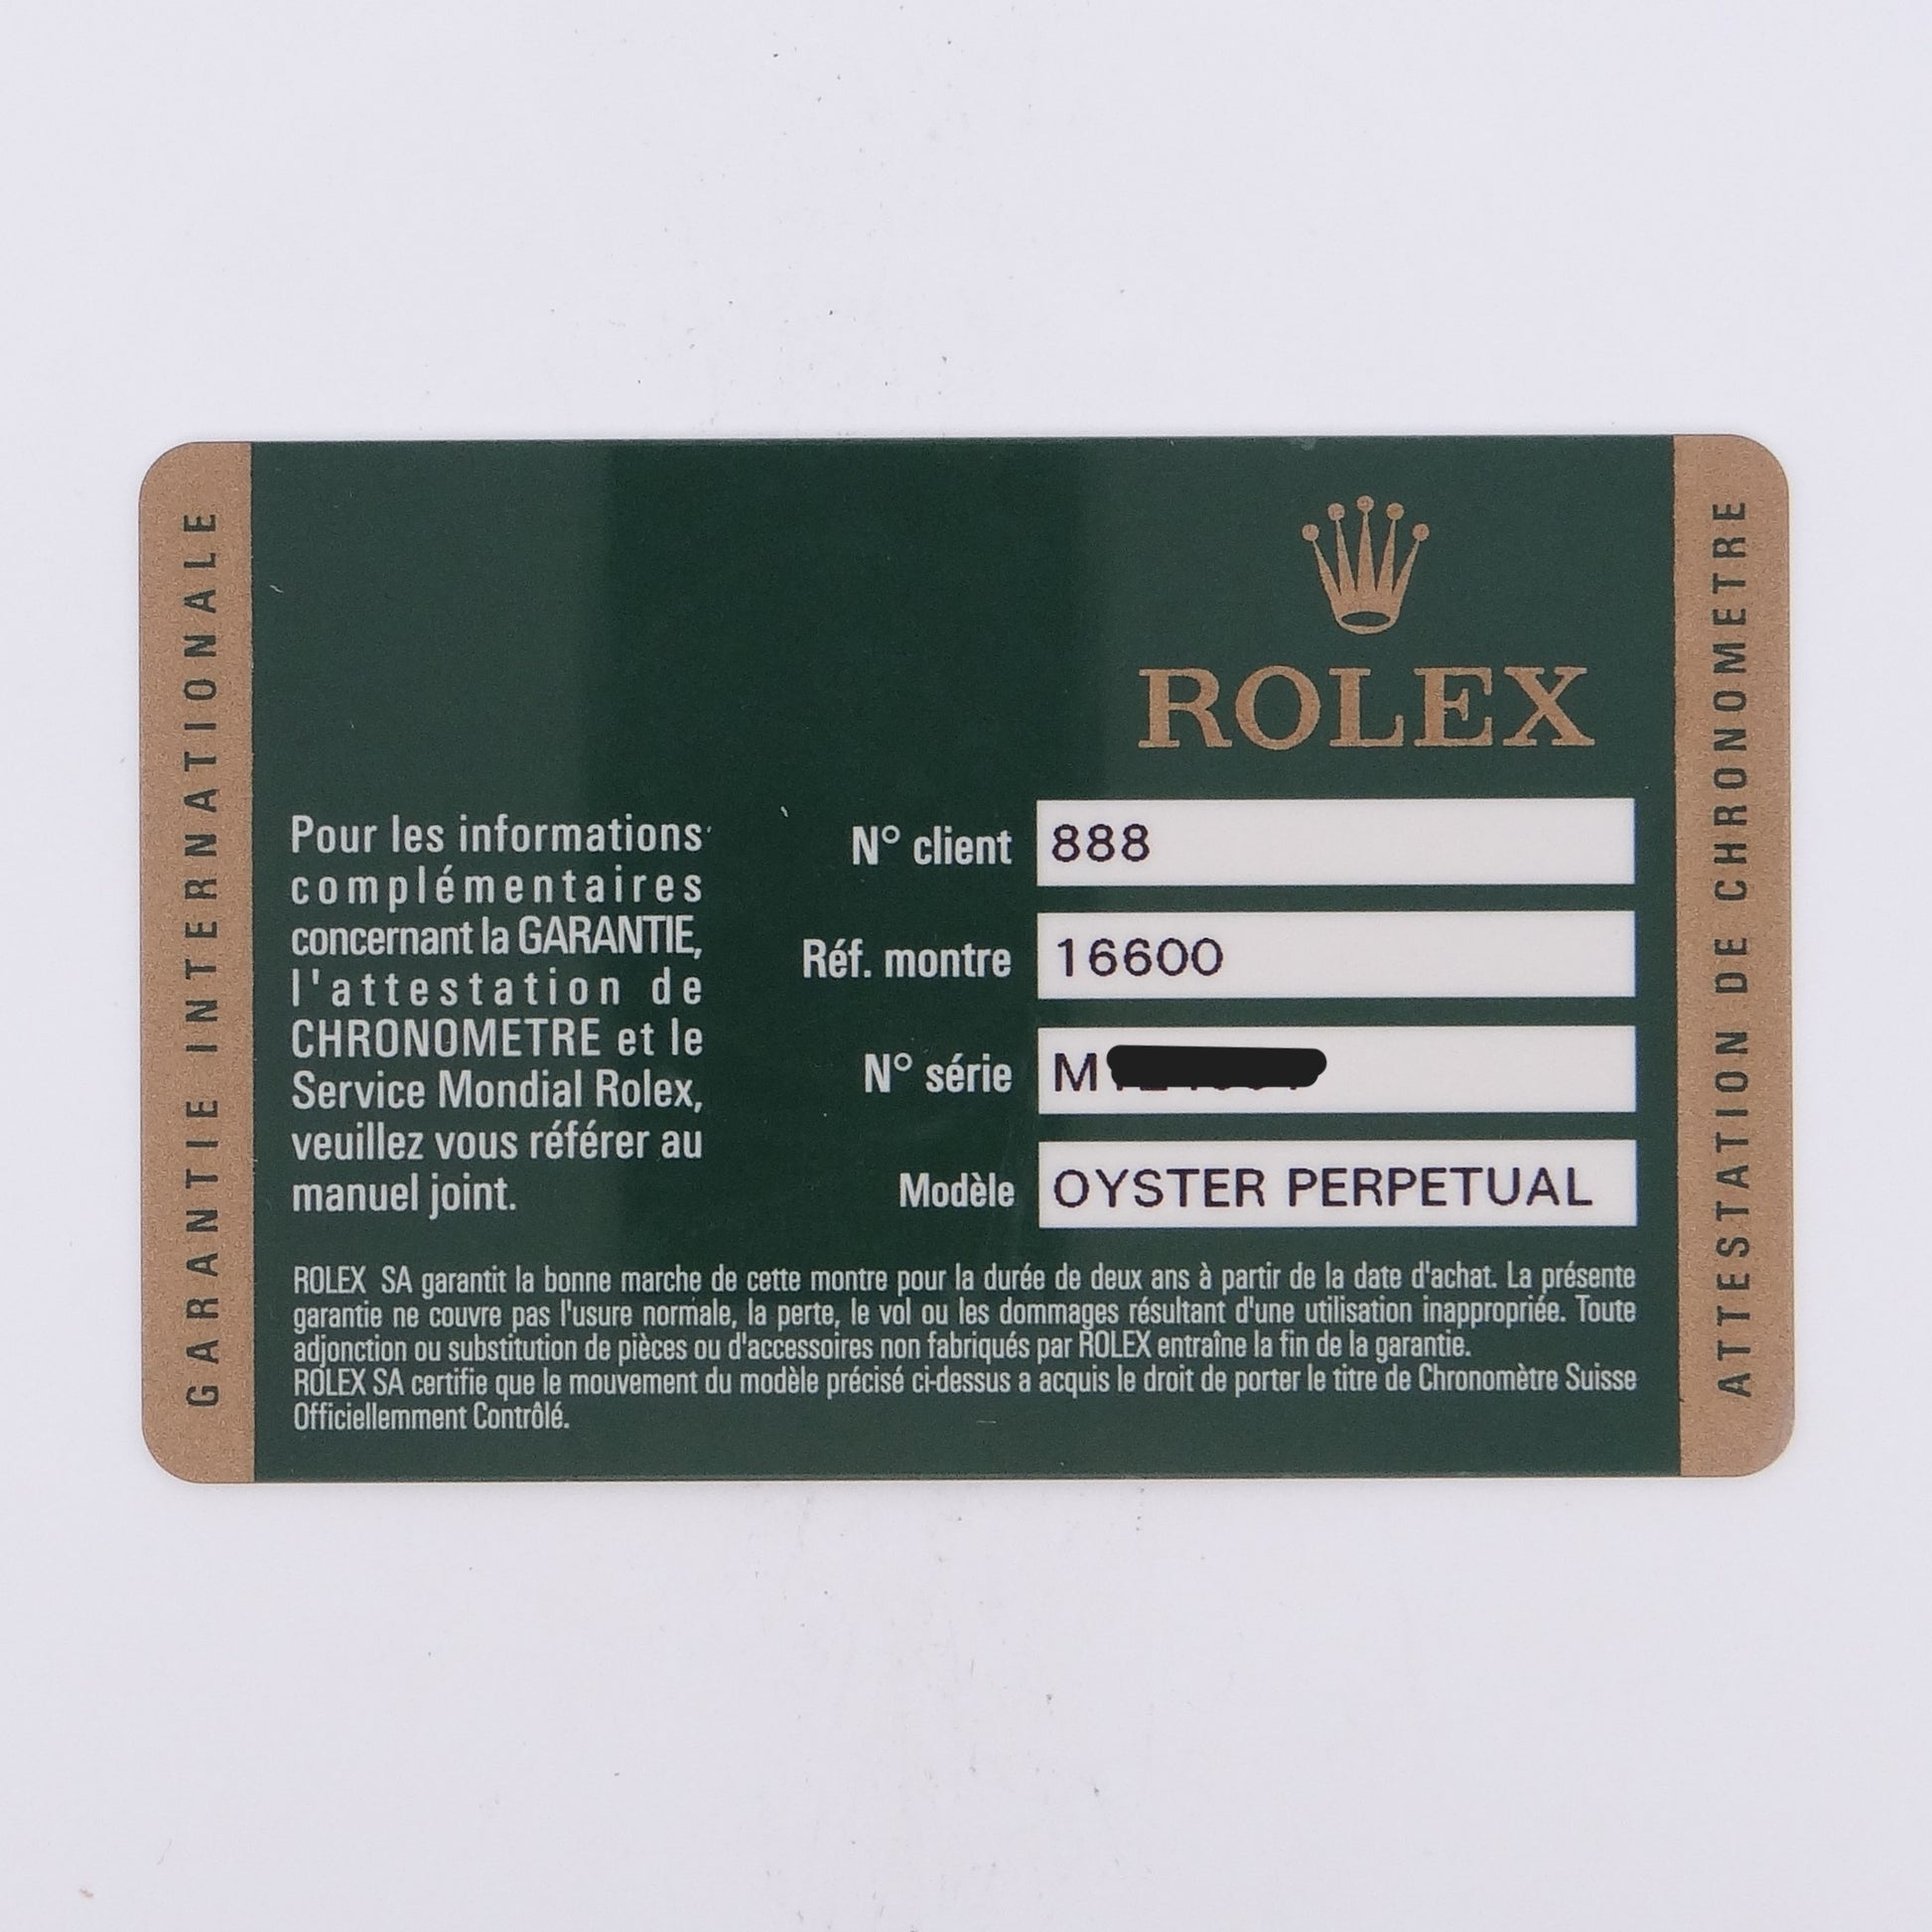 GARANTIE INTERNATIONALE
ROLEX
Pour les informations
complémentaires
concernant la GARANTIE,
l'attestation de
CHRONOMETRE et le
Service Mondial Rolex,
veuillez vous référer au
manuel joint.
N° client 888
Réf. montre 16600
N° série M
Modèle OYSTER PERPETUAL
ROLEX SA garantit la bonne marche de cette montre pour la durée de deux ans à partir de la date d'achat. La présente
garantie ne couvre pas l'usure normale, la perte, le vol ou les dommages résultant d'une utilisation inappropriée. Toute
adjonction ou substitution de pièces ou d'accessoires non fabriqués par ROLEX entraîne la fin de la garantie.
ROLEX SA certifie que le mouvement du modèle précisé ci-dessus a acquis le droit de porter le titre de Chronomètre Suisse
Officiellemment Contrôlé.
ATTESTATION DE CHRONOMETRE